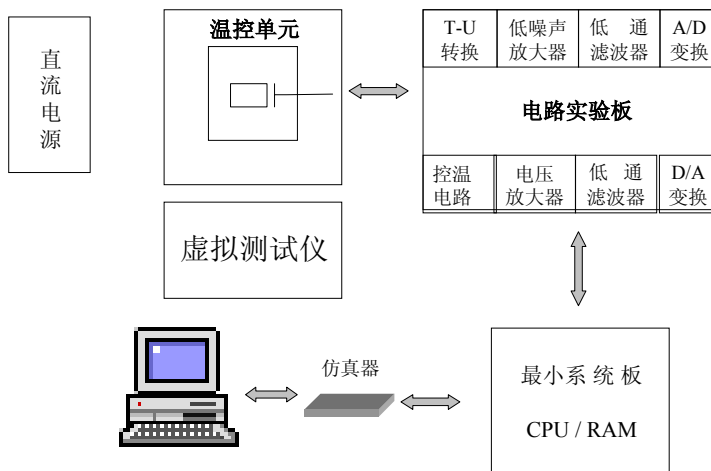 直
流
电
源
温控单元
T-U
转换
低噪声
放大器
低 通
滤波器
A/D
变换
电路实验板
控温
电路
电压
放大器
低 通
滤波器
D/A
变换
虚拟测试仪
仿真器
最小系统板
CPU / RAM